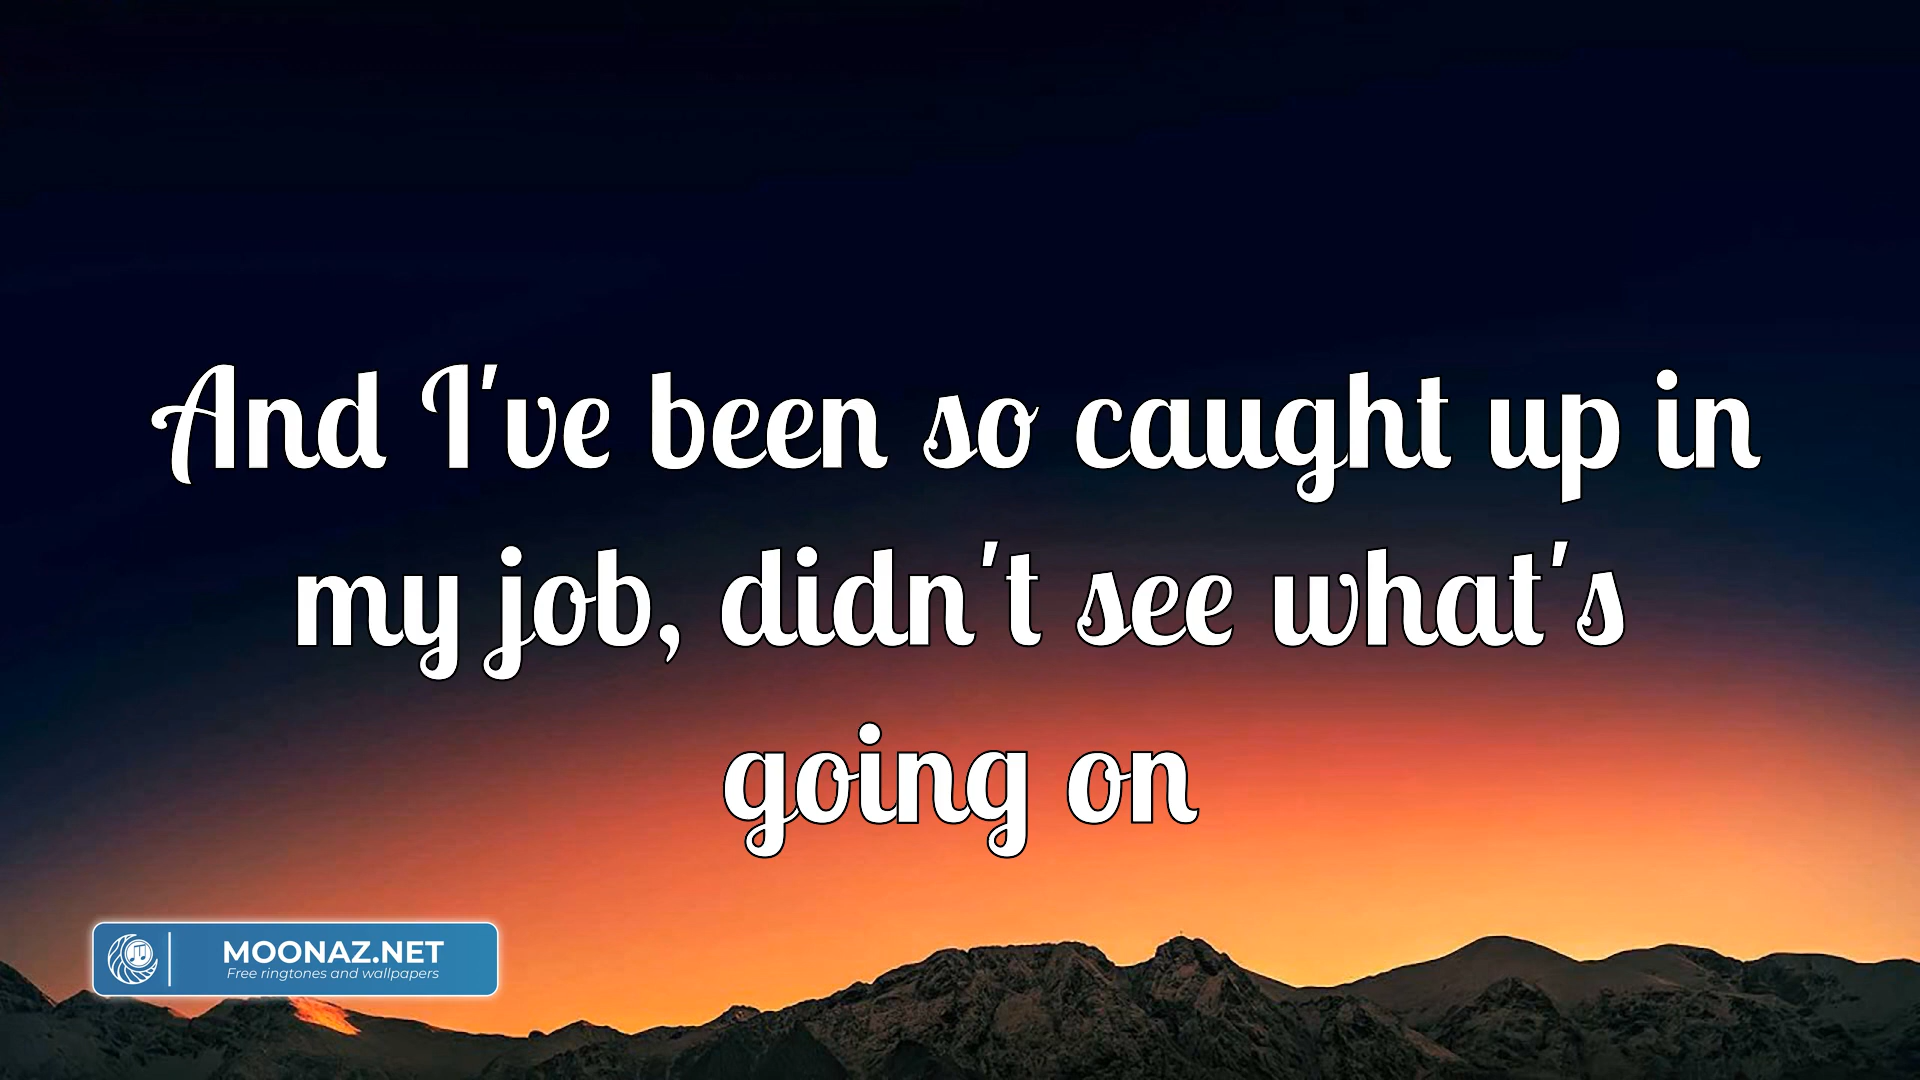 And I've been so caught up in
my job, didn't see what's
going on
MOONAZ.NET
Free ringtones and wallpapers